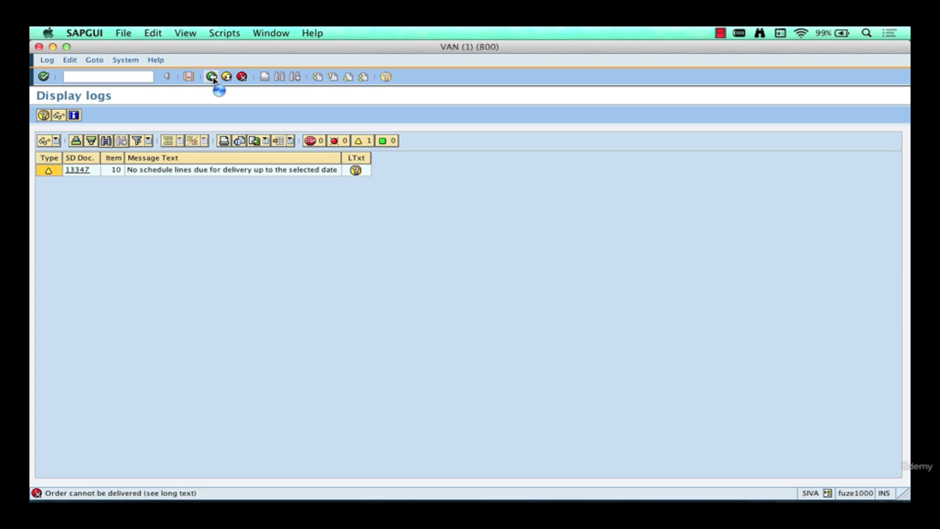 SAPGUI File Edit View Scripts Window Help 99%
VAN (1) (800)
Log Edit Goto System Help
Display logs
0 0 1 0
Type SD Doc. Item Message Text LTxt
13347 10 No schedule lines due for delivery up to the selected date
Order cannot be delivered (see long text) SIVA fuze1000 INS